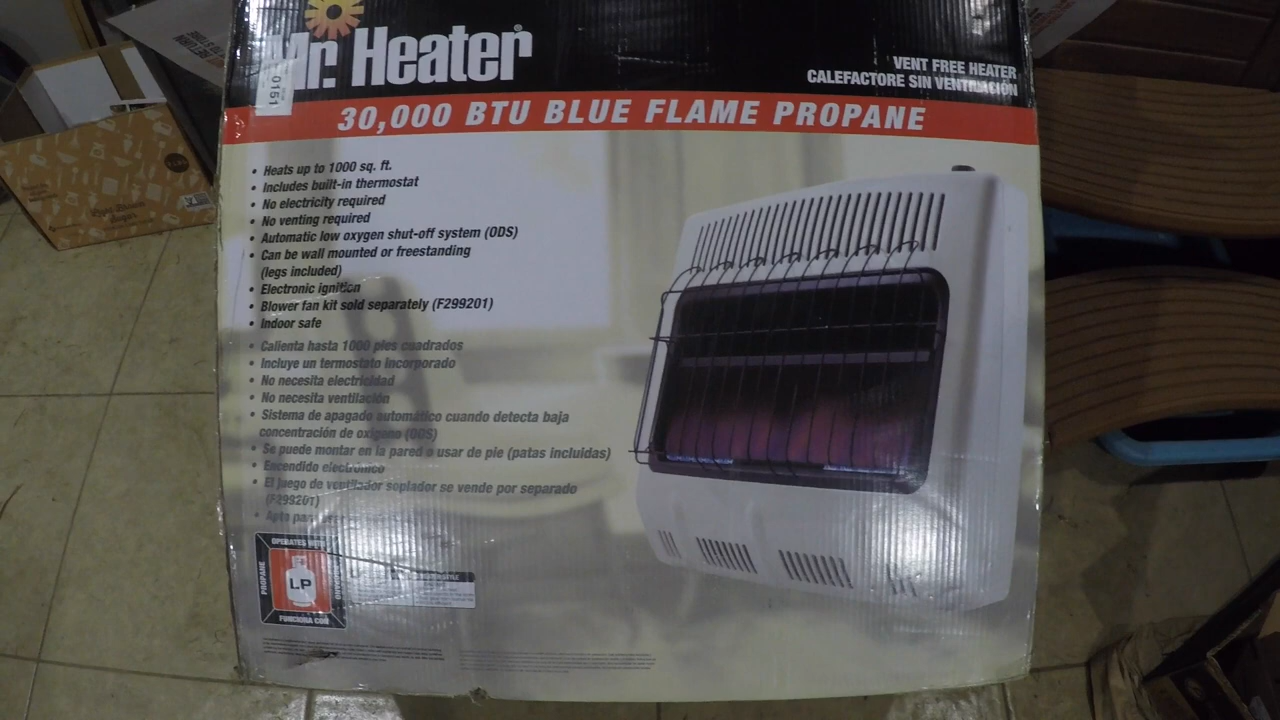 Mr. Heater
0151
VENT FREE HEATER
CALEFACTORE SIN VENTILACIÓN
30,000 BTU BLUE FLAME PROPANE
• Heats up to 1000 sq. ft.
• Includes built-in thermostat
• No electricity required
• No venting required
• Automatic low oxygen shut-off system (ODS)
• Can be wall mounted or freestanding
(legs included)
• Electronic ignition
• Blower fan kit sold separately (F299201)
• Indoor safe
• Calienta hasta 1000 pies cuadrados
• Incluye un termostato incorporado
• No necesita electricidad
• No necesita ventilación
• Sistema de apagado automático cuando detecta baja
concentración de oxígeno (ODS)
• Se puede montar en la pared o usar de pie (patas incluidas)
• Encendido electrónico
• El juego de ventilador soplador se vende por separado
(F299201)
• Apto
OPERATES WITH
PROPANE
LP
FUNCIONA CON